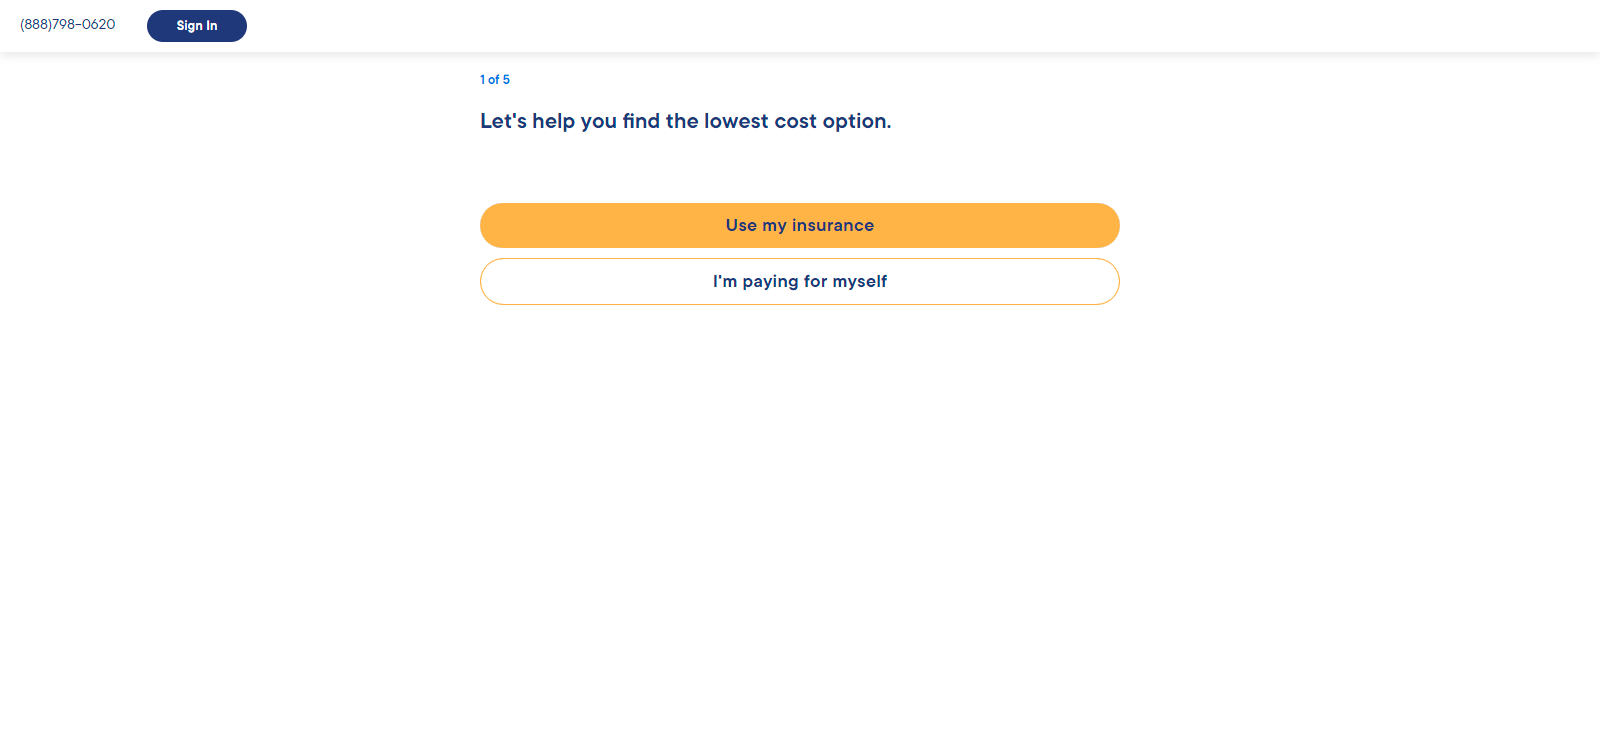 (888)798-0620
Sign In
1 of 5
Let's help you find the lowest cost option.
Use my insurance
I'm paying for myself